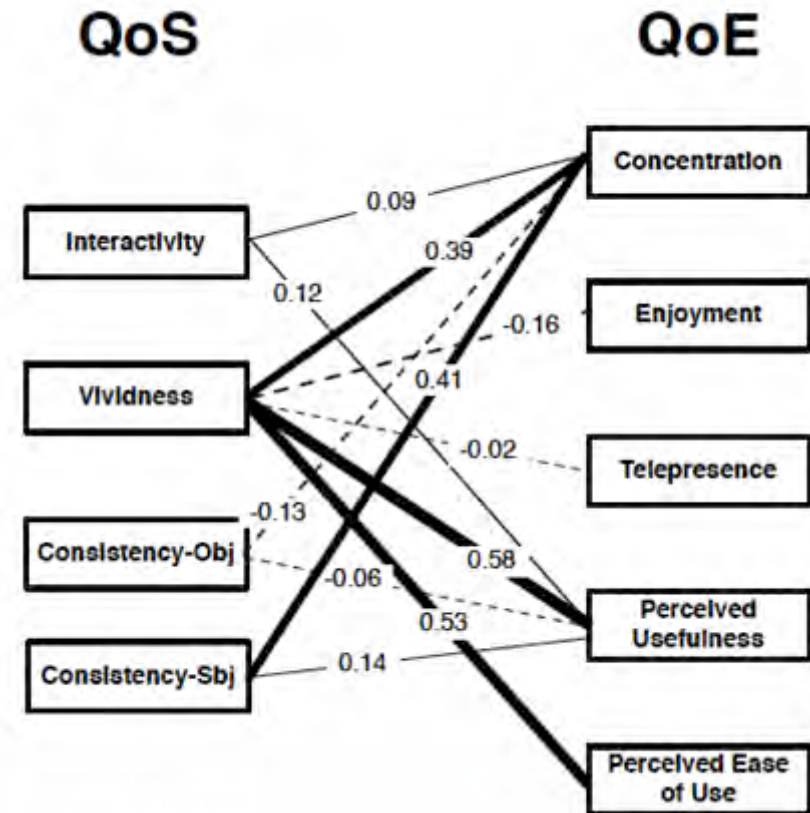 QoS
QoE
Concentration
Interactivity
0.09
0.39
0.12
Enjoyment
-0.16
Vividness
0.41
-0.02
Telepresence
-0.13
Consistency-Obj
0.58
-0.06
Perceived
Usefulness
0.53
Consistency-Sbj
0.14
Perceived Ease
of Use